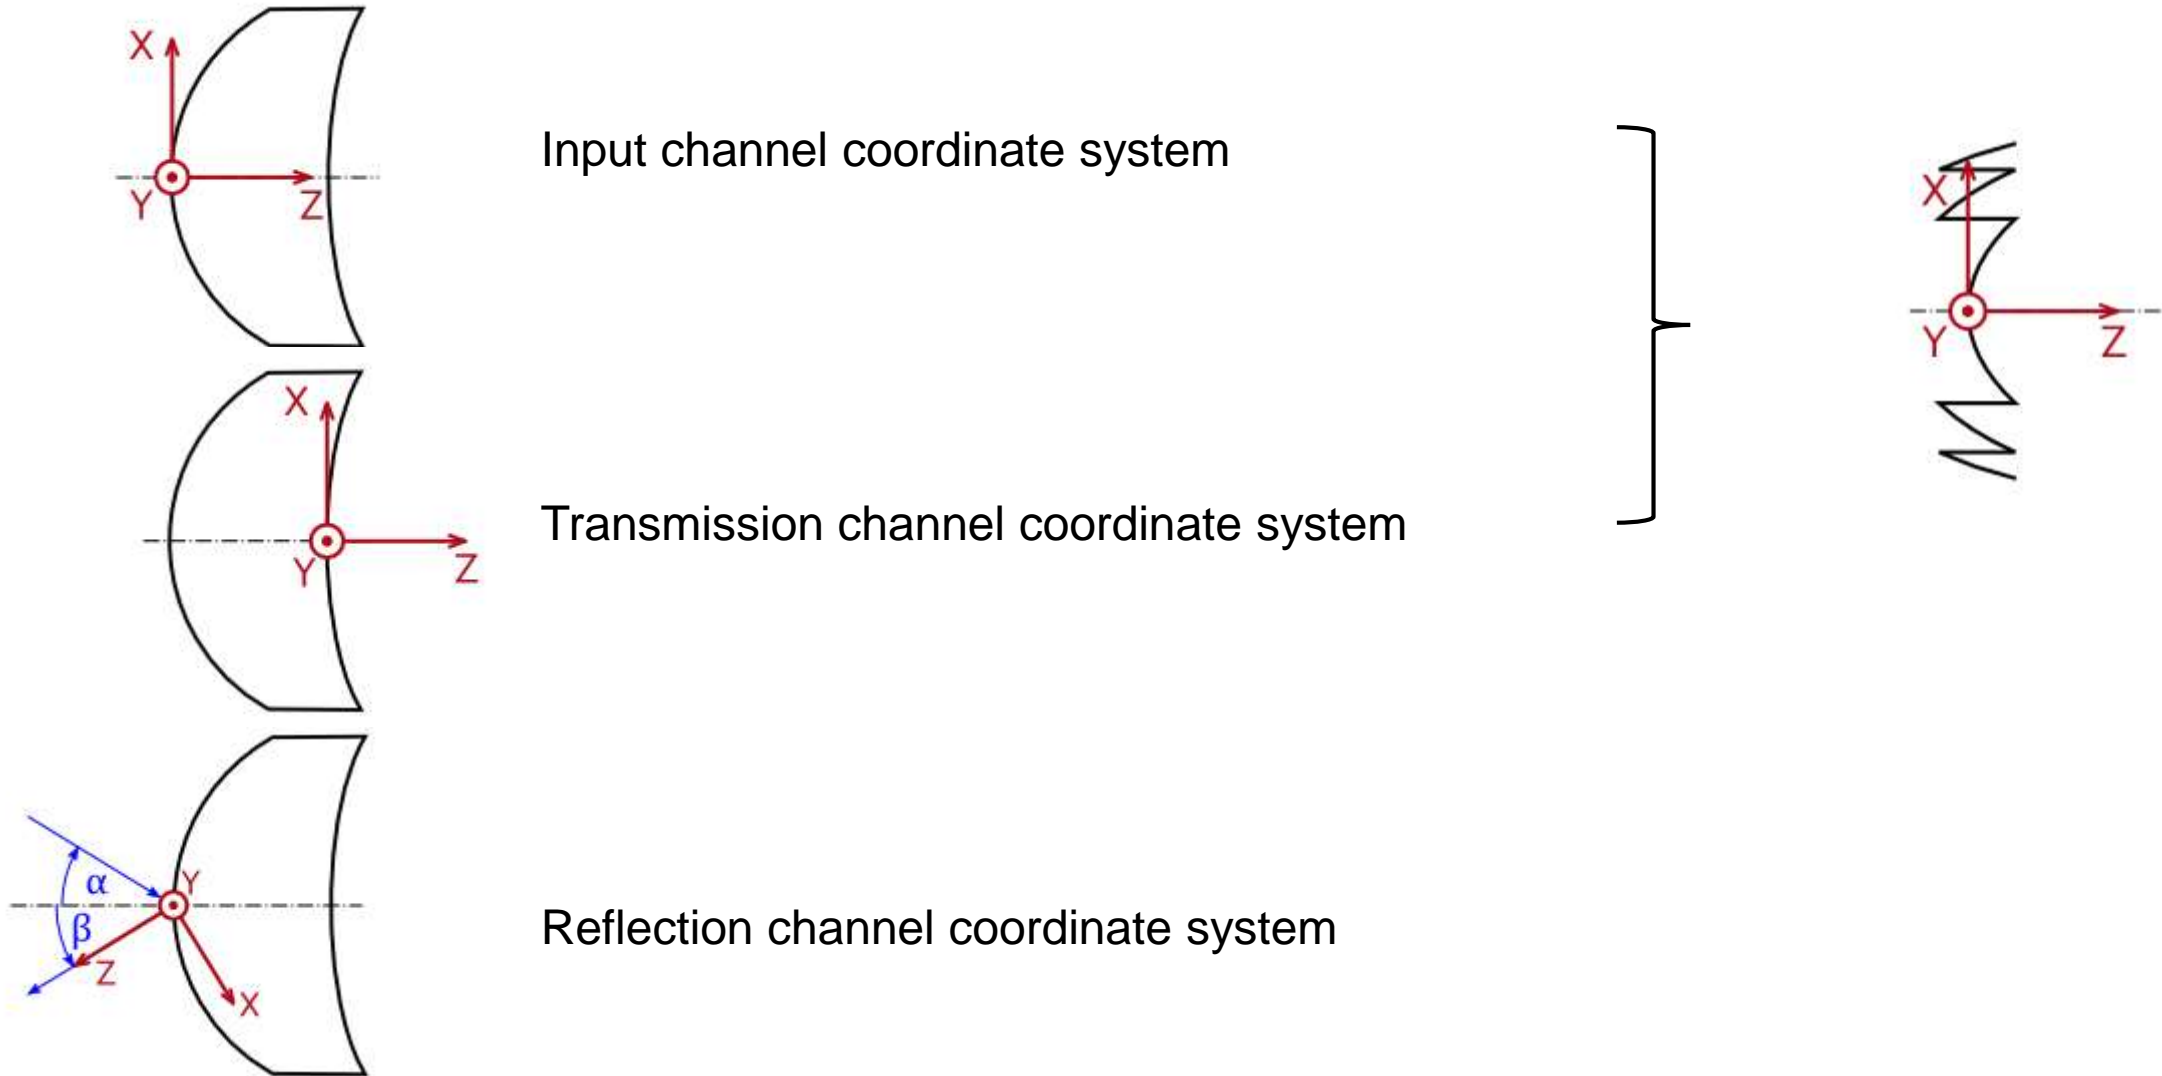 X
Y
Z
Input channel coordinate system
X
Y
Z
X
Y
Z
Transmission channel coordinate system
α
β
Y
Z
X
Reflection channel coordinate system